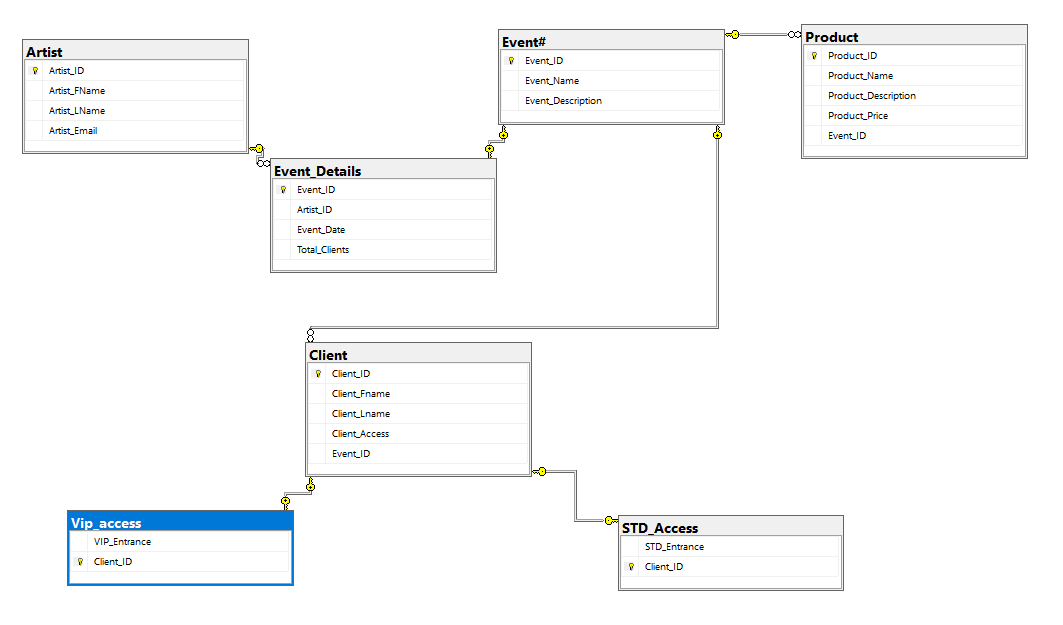 Artist
Artist_ID
Artist_FName
Artist_LName
Artist_Email
Event#
Event_ID
Event_Name
Event_Description
Product
Product_ID
Product_Name
Product_Description
Product_Price
Event_ID
Event_Details
Event_ID
Artist_ID
Event_Date
Total_Clients
Client
Client_ID
Client_Fname
Client_Lname
Client_Access
Event_ID
Vip_access
VIP_Entrance
Client_ID
STD_Access
STD_Entrance
Client_ID